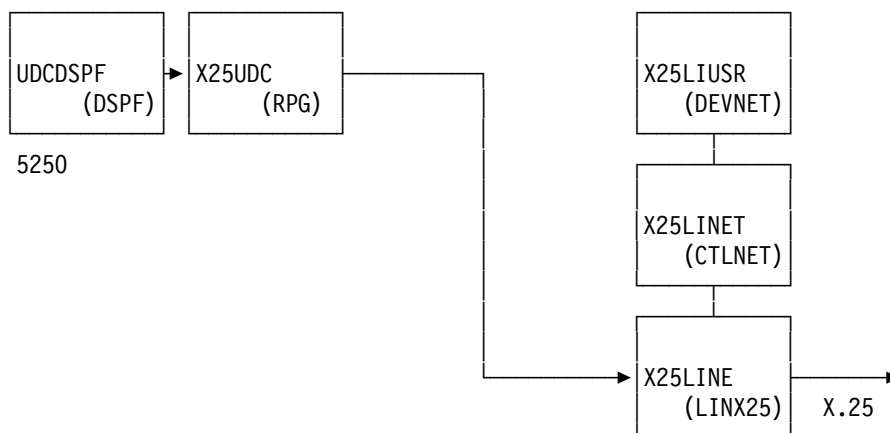 UDCDSPF
(DSPF)
X25UDC
(RPG)
X25LIUSR
(DEVNET)
5250
X25LINET
(CTLNET)
X25LINE
(LINX25)
X.25